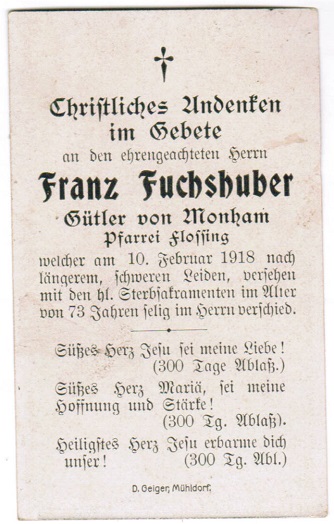 Christliches Andenken
im Gebete
an den ehrengeachteten Herrn
Franz Fuchshuber
Gütler von Monham
Pfarrei Flossing
welcher am 10. Februar 1918 nach
längerem, schweren Leiden, versehen
mit den hl. Sterbsakramenten im Alter
von 73 Jahren selig im Herrn verschied.
Süßes Herz Jesu sei meine Liebe!
(300 Tage Ablaß.)
Süßes Herz Mariä, sei meine
Hoffnung und Stärke!
(300 Tg. Ablaß).
Heiligstes Herz Jesu erbarme dich
unser! (300 Tg. Abl.)
D. Geiger, Mühldorf.